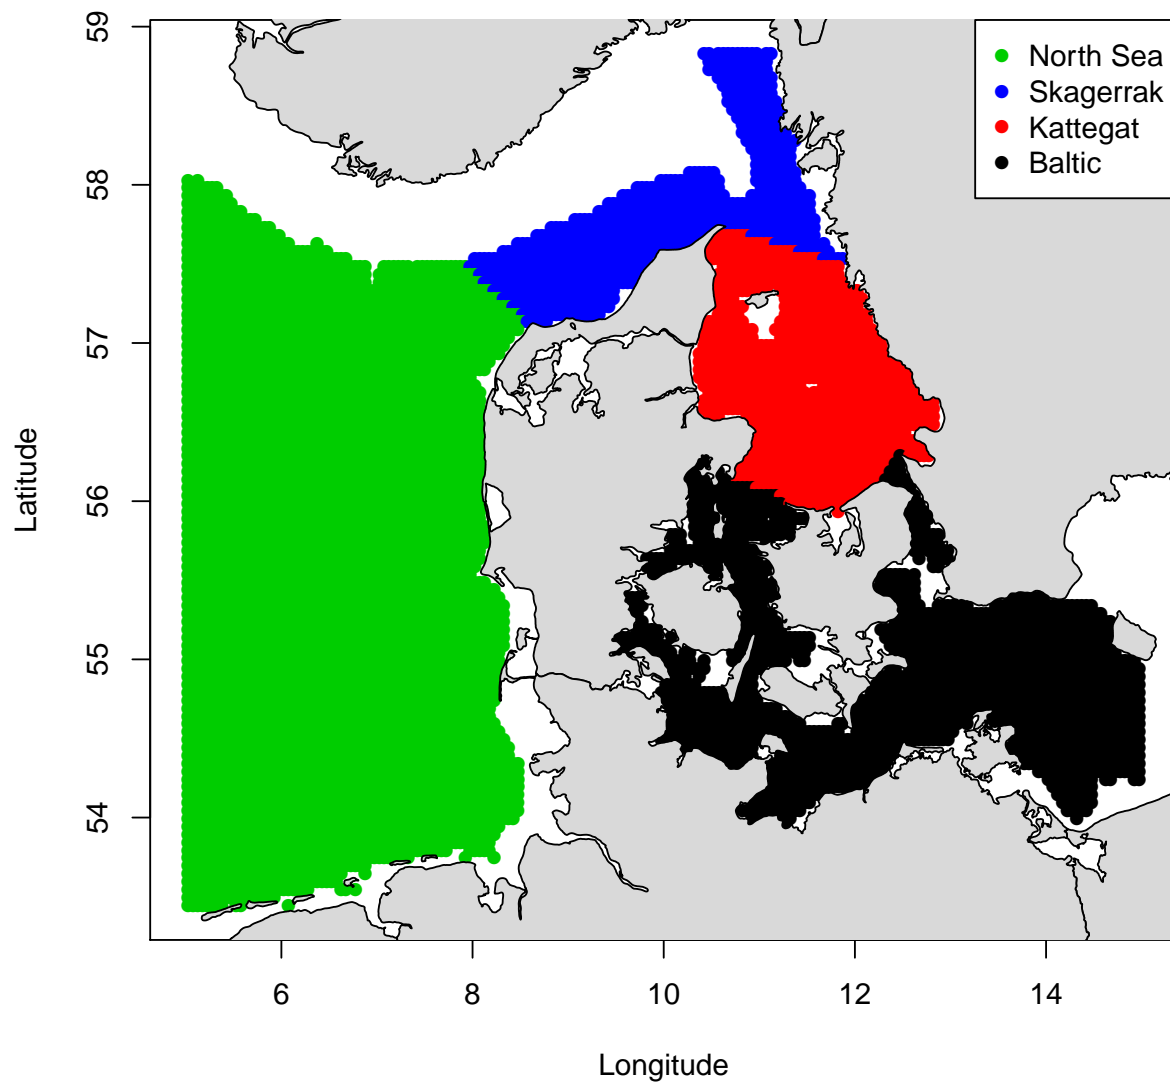 59
58
57
56
55
54
Latitude
North Sea
Skagerrak
Kattegat
Baltic
6 8 10 12 14
Longitude